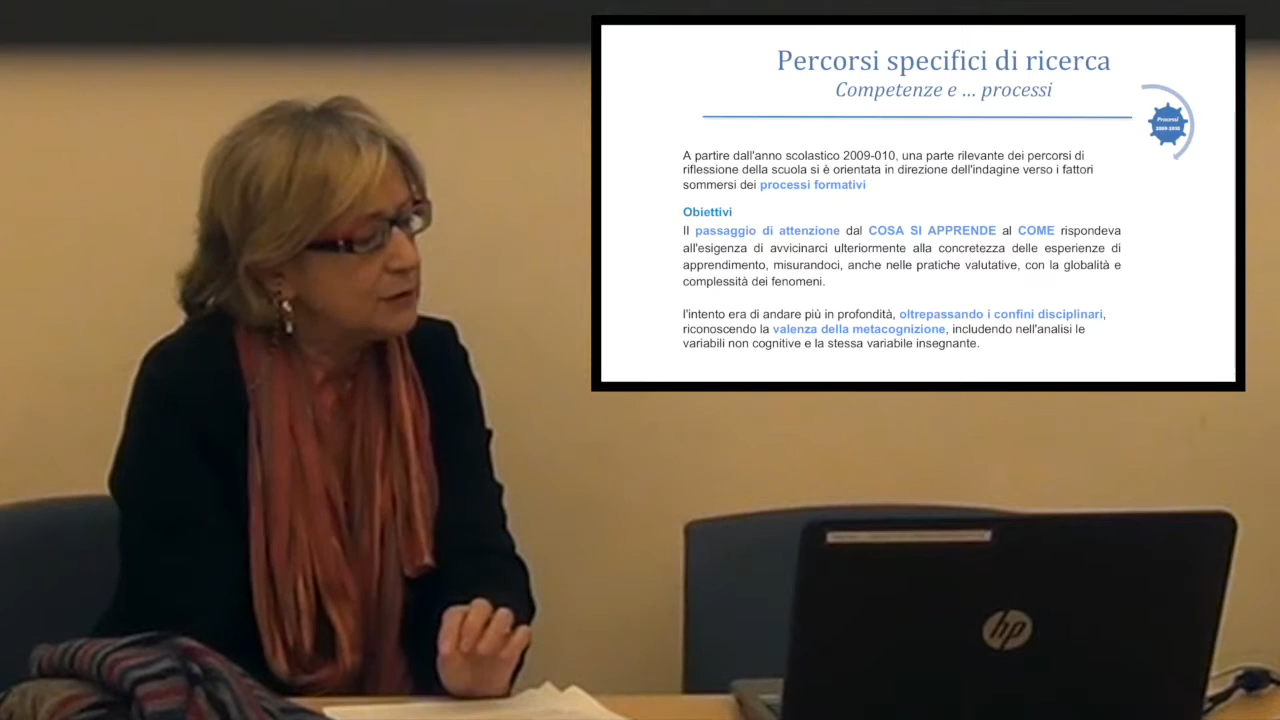 Percorsi specifici di ricerca
Competenze e ... processi
Processi
2009-2010
A partire dall'anno scolastico 2009-010, una parte rilevante dei percorsi di
riflessione della scuola si è orientata in direzione dell'indagine verso i fattori
sommersi dei processi formativi
Obiettivi
Il passaggio di attenzione dal COSA SI APPRENDE al COME rispondeva
all'esigenza di avvicinarci ulteriormente alla concretezza delle esperienze di
apprendimento, misurandoci, anche nelle pratiche valutative, con la globalità e
complessità dei fenomeni.
l'intento era di andare più in profondità, oltrepassando i confini disciplinari,
riconoscendo la valenza della metacognizione, includendo nell'analisi le
variabili non cognitive e la stessa variabile insegnante.
hp